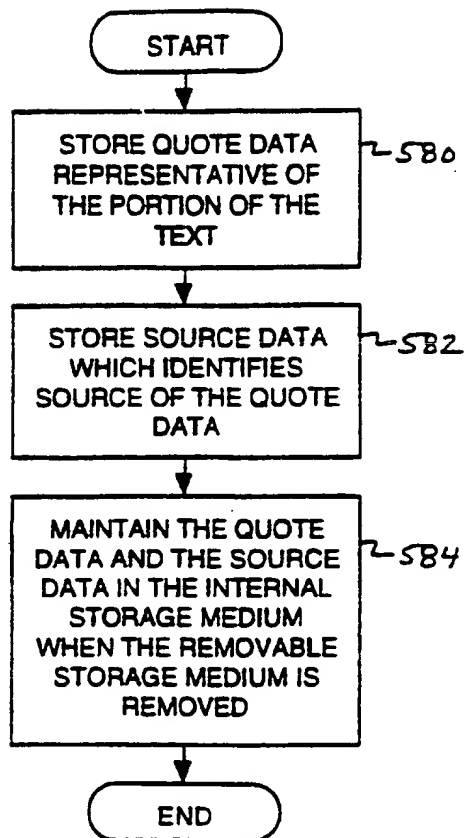 START
STORE QUOTE DATA
REPRESENTATIVE OF
THE PORTION OF THE
TEXT
580
STORE SOURCE DATA
WHICH IDENTIFIES
SOURCE OF THE QUOTE
DATA
582
MAINTAIN THE QUOTE
DATA AND THE SOURCE
DATA IN THE INTERNAL
STORAGE MEDIUM
WHEN THE REMOVABLE
STORAGE MEDIUM IS
REMOVED
584
END